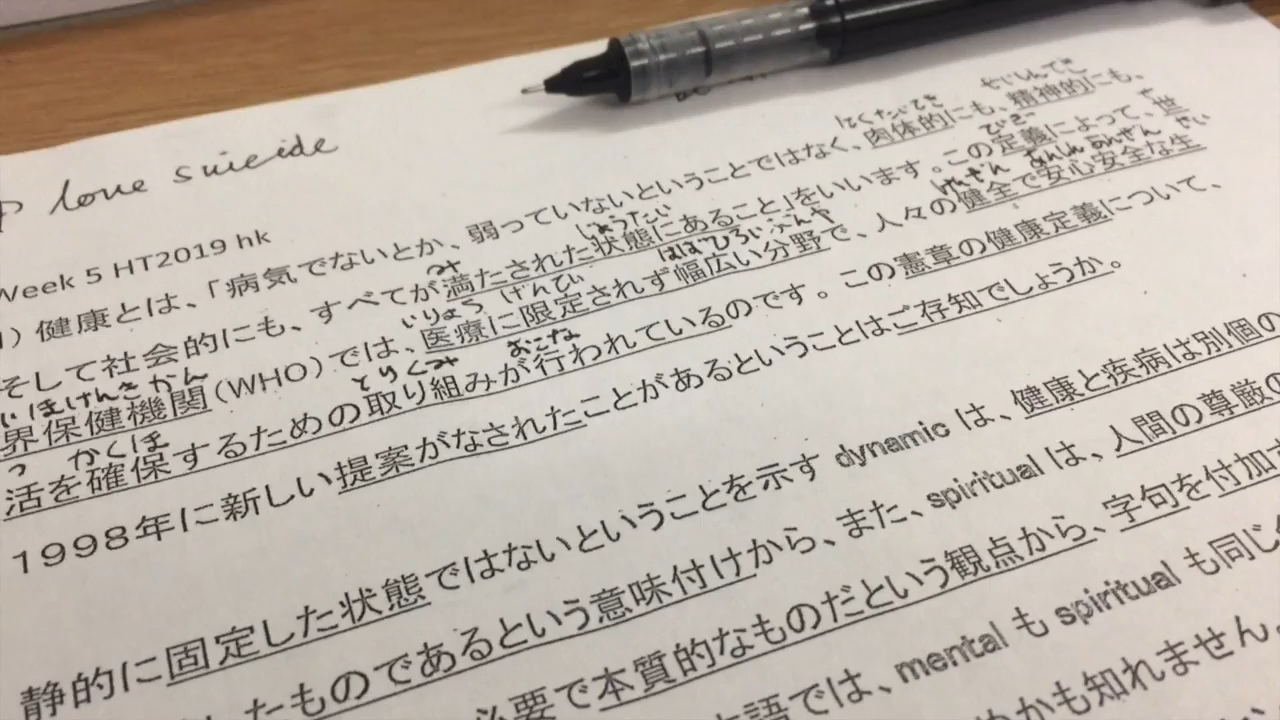 love suicide
Week 5 HT2019 hk
健康とは、「病気でないとか、弱っていないということではなく、肉体的にも、精神的にも、
にくたいてき せいしんてき
そして社会的にも、すべてが満たされた状態にあること」をいいます。この定義によって、世
み じょうたい ていぎ せ
界保健機関(WHO)では、医療に限定されず幅広い分野で、人々の健全で安心安全な生
いほけんきかん いりょう げんてい はばひろい ぶんや けんぜん あんしん あんぜん せい
活を確保するための取り組みが行われているのです。この憲章の健康定義について、
つ かくほ とりくみ おこな
1998年に新しい提案がなされたことがあるということはご存知でしょうか。
静的に固定した状態ではないということを示す dynamic は、健康と疾病は別個の
したものであるという意味付けから、また、spiritual は、人間の尊厳の
必要で本質的なものだという観点から、字句を付加す
語では、mental も spiritual も同じ
かも知れません。